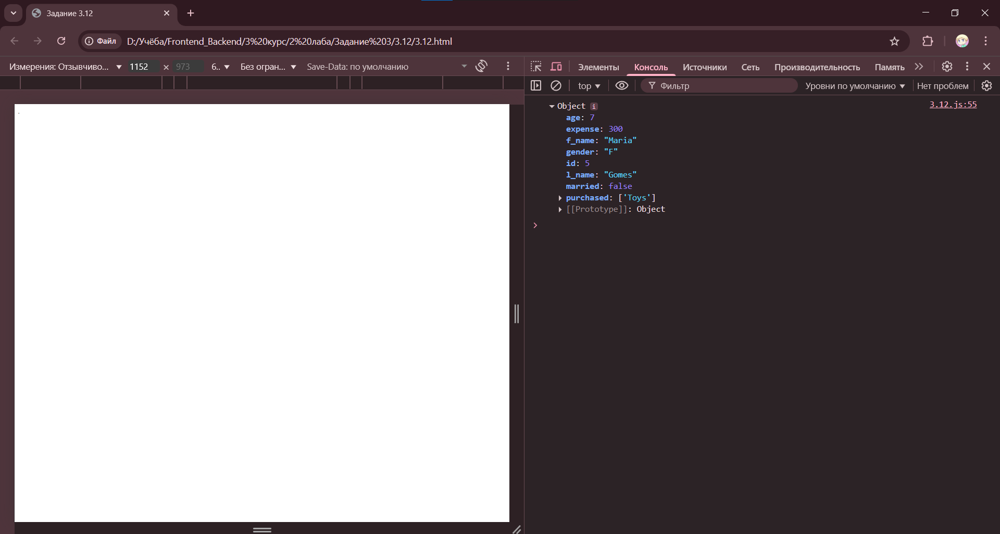 Задание 3.12
Файл
D:/Учёба/Frontend_Backend/3%20курс/2%20лаба/Задание%203/3.12/3.12.html
Измерения: Отзывчиво... ▼ 1152 × 973 6.. ▼ Без огран... ▼ Save-Data: по умолчанию
Элементы Консоль Источники Сеть Производительность Память
top ▼ Фильтр Уровни по умолчанию ▼ Нет проблем
3.12.js:55
Object i
age: 7
expense: 300
f_name: "Maria"
gender: "F"
id: 5
l_name: "Gomes"
married: false
purchased: ['Toys']
[[Prototype]]: Object
.